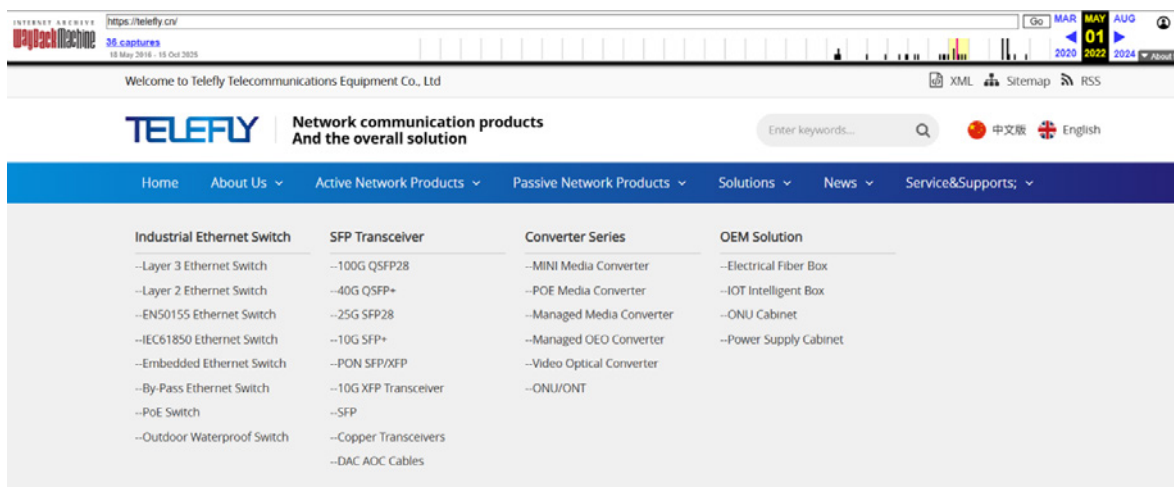 INTERNET ARCHIVE
WayBackMachine
https://telefly.cn/
Go
MAR MAY AUG
36 captures
18 May 2016 - 15 Oct 2025
01
2020 2022 2024
About
Welcome to Telefly Telecommunications Equipment Co., Ltd
XML Sitemap RSS
TELEFLY
Network communication products
And the overall solution
Enter keywords...
中文版 English
Home About Us Active Network Products Passive Network Products Solutions News Service&Supports;
Industrial Ethernet Switch SFP Transceiver Converter Series OEM Solution
--Layer 3 Ethernet Switch --100G QSFP28 --MINI Media Converter --Electrical Fiber Box
--Layer 2 Ethernet Switch --40G QSFP+ --POE Media Converter --IOT Intelligent Box
--EN50155 Ethernet Switch --25G SFP28 --Managed Media Converter --ONU Cabinet
--IEC61850 Ethernet Switch --10G SFP+ --Managed OEO Converter --Power Supply Cabinet
--Embedded Ethernet Switch --PON SFP/XFP --Video Optical Converter
--By-Pass Ethernet Switch --10G XFP Transceiver --ONU/ONT
--PoE Switch --SFP
--Outdoor Waterproof Switch --Copper Transceivers
--DAC AOC Cables